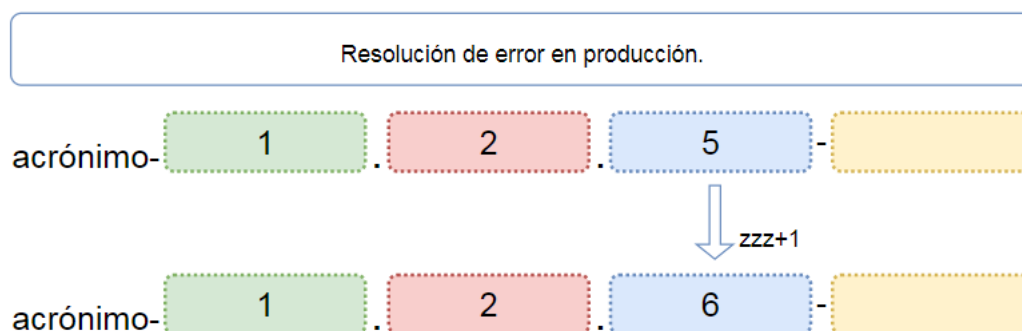 Resolución de error en producción.
acrónimo- 1 . 2 . 5 -
zzz+1
acrónimo- 1 . 2 . 6 -